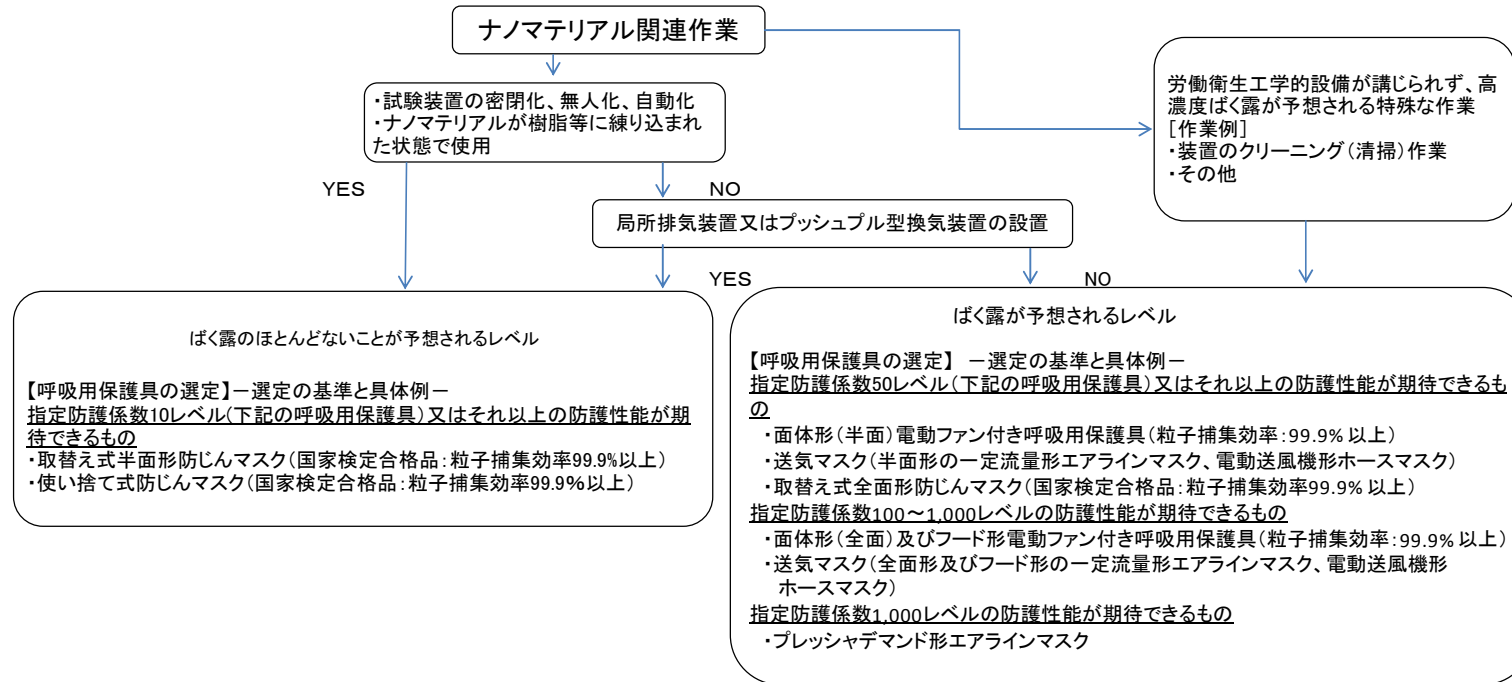 ナノマテリアル関連作業
・試験装置の密閉化、無人化、自動化
・ナノマテリアルが樹脂等に練り込まれ
た状態で使用
労働衛生工学的設備が講じられず、高
濃度ばく露が予想される特殊な作業
[作業例]
・装置のクリーニング(清掃)作業
・その他
YES
NO
局所排気装置又はプッシュプル型換気装置の設置
YES
NO
ばく露のほとんどないことが予想されるレベル
【呼吸用保護具の選定】－選定の基準と具体例－
指定防護係数10レベル(下記の呼吸用保護具)又はそれ以上の防護性能が期
待できるもの
・取替え式半面形防じんマスク(国家検定合格品:粒子捕集効率99.9%以上)
・使い捨て式防じんマスク(国家検定合格品:粒子捕集効率99.9%以上)
ばく露が予想されるレベル
【呼吸用保護具の選定】 －選定の基準と具体例－
指定防護係数50レベル(下記の呼吸用保護具)又はそれ以上の防護性能が期待できるも
の
・面体形(半面)電動ファン付き呼吸用保護具(粒子捕集効率:99.9%以上)
・送気マスク(半面形の一定流量形エアラインマスク、電動送風機形ホースマスク)
・取替え式全面形防じんマスク(国家検定合格品:粒子捕集効率99.9%以上)
指定防護係数100～1,000レベルの防護性能が期待できるもの
・面体形(全面)及びフード形電動ファン付き呼吸用保護具(粒子捕集効率:99.9%以上)
・送気マスク(全面形及びフード形の一定流量形エアラインマスク、電動送風機形
ホースマスク)
指定防護係数1,000レベルの防護性能が期待できるもの
・プレッシャデマンド形エアラインマスク